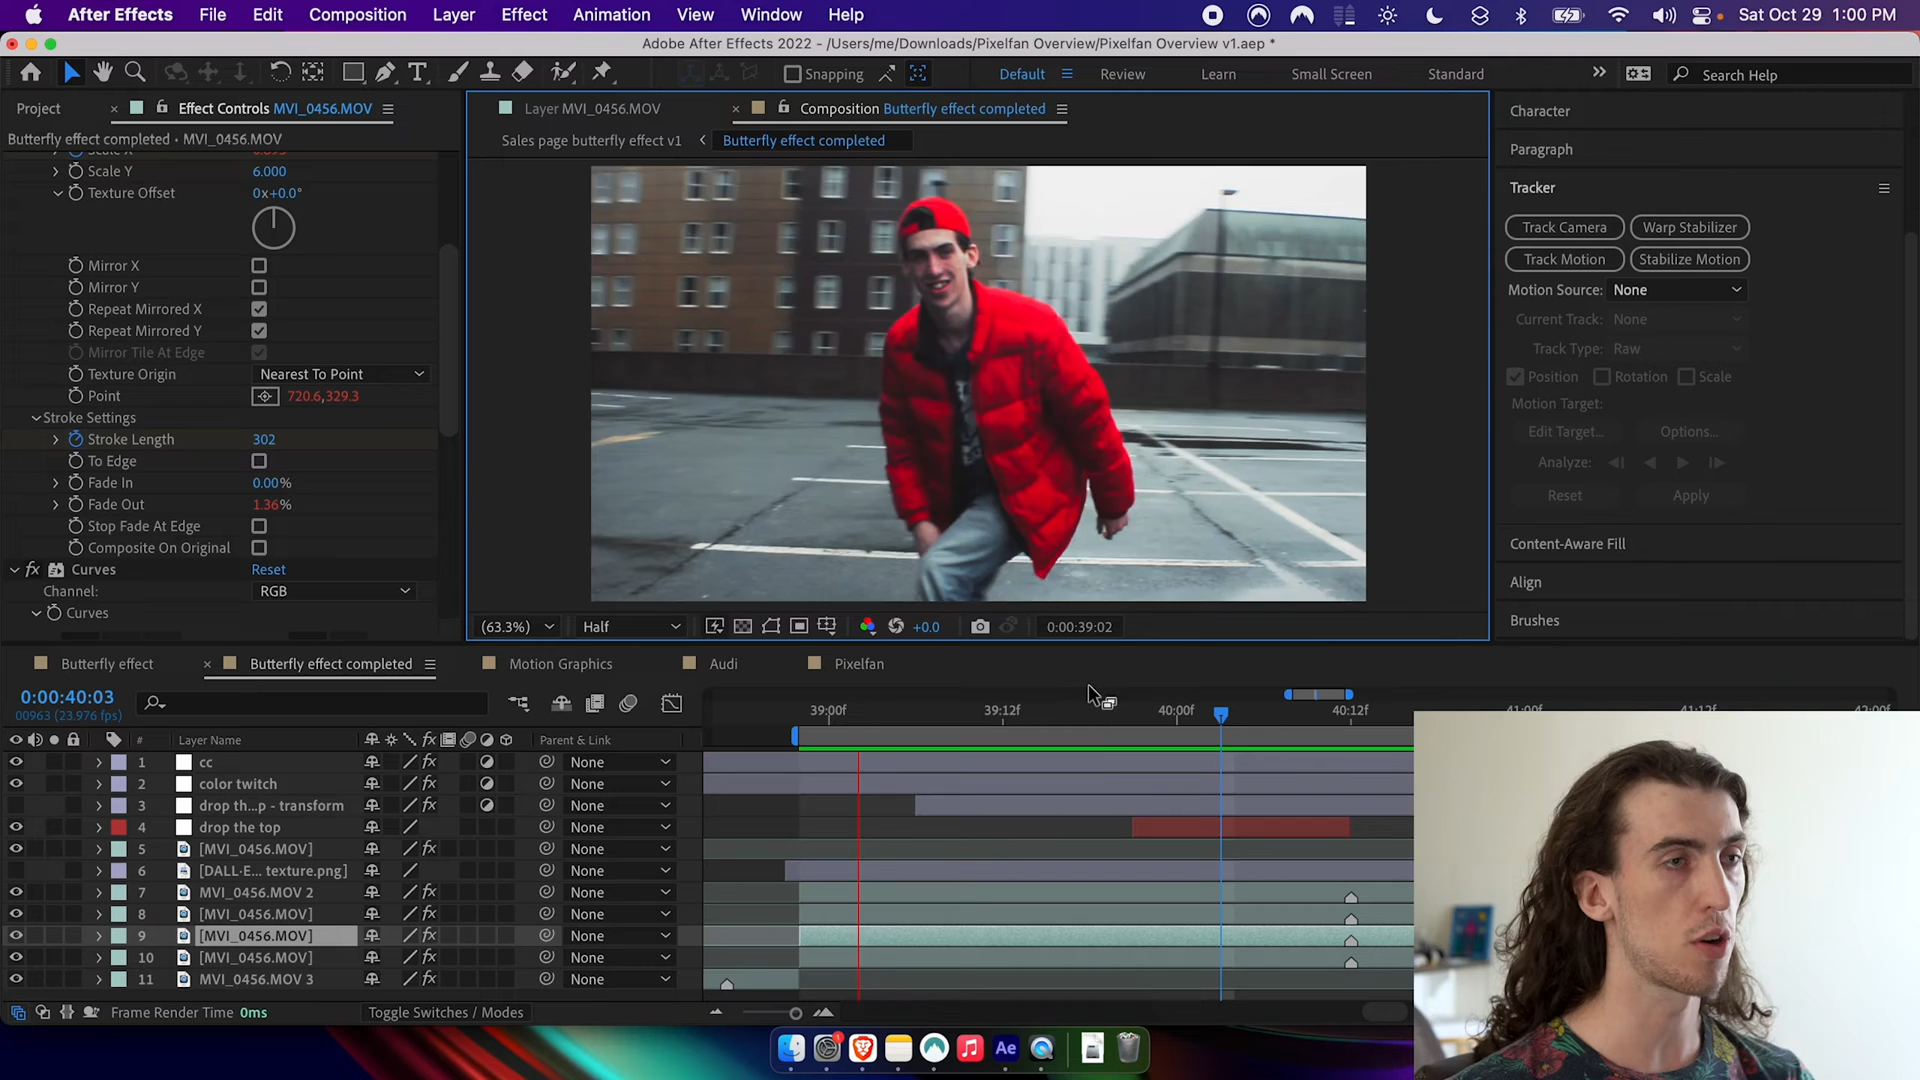 After Effects File Edit Composition Layer Effect Animation View Window Help Sat Oct 29 1:00 PM
Adobe After Effects 2022 - /Users/me/Downloads/Pixelfan Overview/Pixelfan Overview v1.aep *
Snapping Default Review Learn Small Screen Standard Search Help
Project Effect Controls MVI_0456.MOV
Butterfly effect completed • MVI_0456.MOV
Scale Y 6.000
Texture Offset 0x+0.0°
Mirror X
Mirror Y
Repeat Mirrored X
Repeat Mirrored Y
Mirror Tile At Edge
Texture Origin Nearest To Point
Point 720.6,329.3
Stroke Settings
Stroke Length 302
To Edge
Fade In 0.00%
Fade Out 1.36%
Stop Fade At Edge
Composite On Original
fx Curves Reset
Channel: RGB
Curves
Layer MVI_0456.MOV Composition Butterfly effect completed
Sales page butterfly effect v1 Butterfly effect completed
(63.3%) Half +0.0 0:00:39:02
Character
Paragraph
Tracker
Track Camera Warp Stabilizer
Track Motion Stabilize Motion
Motion Source: None
Current Track: None
Track Type: Raw
Position Rotation Scale
Motion Target:
Edit Target... Options...
Analyze:
Reset Apply
Content-Aware Fill
Align
Brushes
Butterfly effect Butterfly effect completed Motion Graphics Audi Pixelfan
0:00:40:03
00963 (23.976 fps)
39:00f 39:12f 40:00f 40:12f
# Layer Name fx Parent & Link
1 cc fx None
2 color twitch fx None
3 drop th...p - transform fx None
4 drop the top None
5 [MVI_0456.MOV] fx None
6 [DALL·E... texture.png] None
7 MVI_0456.MOV 2 fx None
8 [MVI_0456.MOV] fx None
9 [MVI_0456.MOV] fx None
10 [MVI_0456.MOV] fx None
11 MVI_0456.MOV 3 fx None
Frame Render Time 0ms Toggle Switches / Modes
Ae